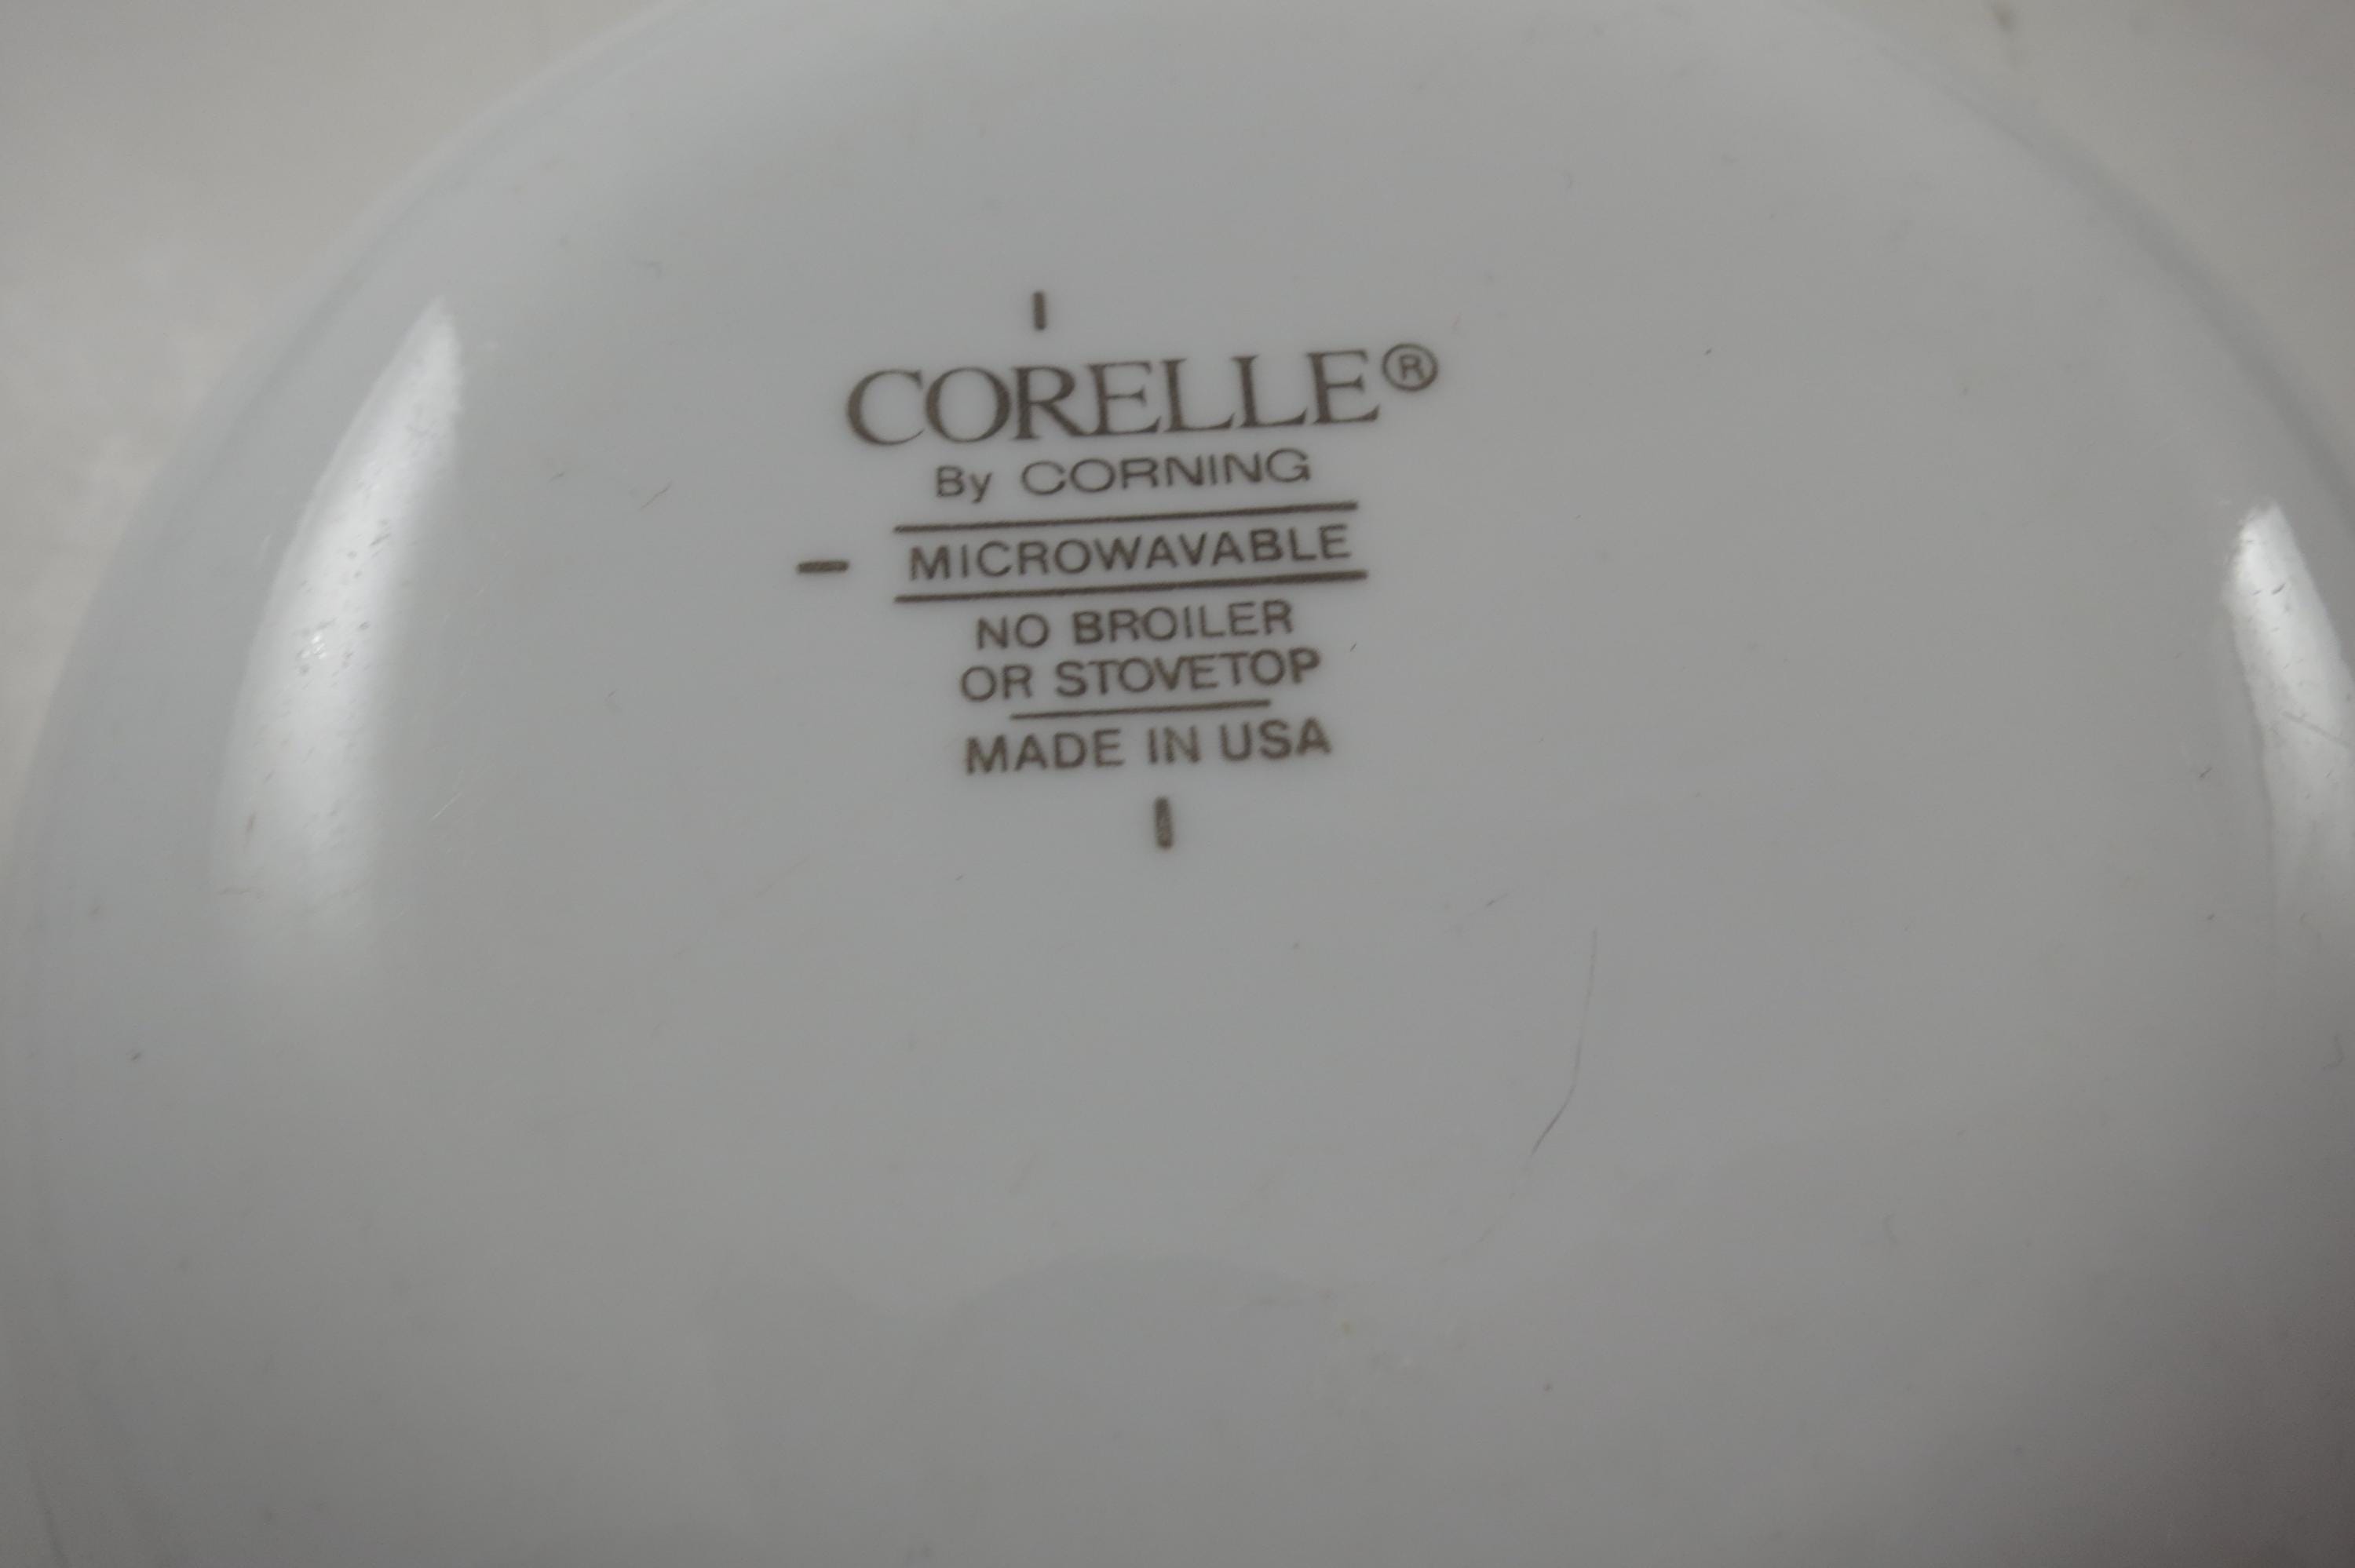 CORELLE®
By CORNING
MICROWAVABLE
NO BROILER
OR STOVETOP
MADE IN USA